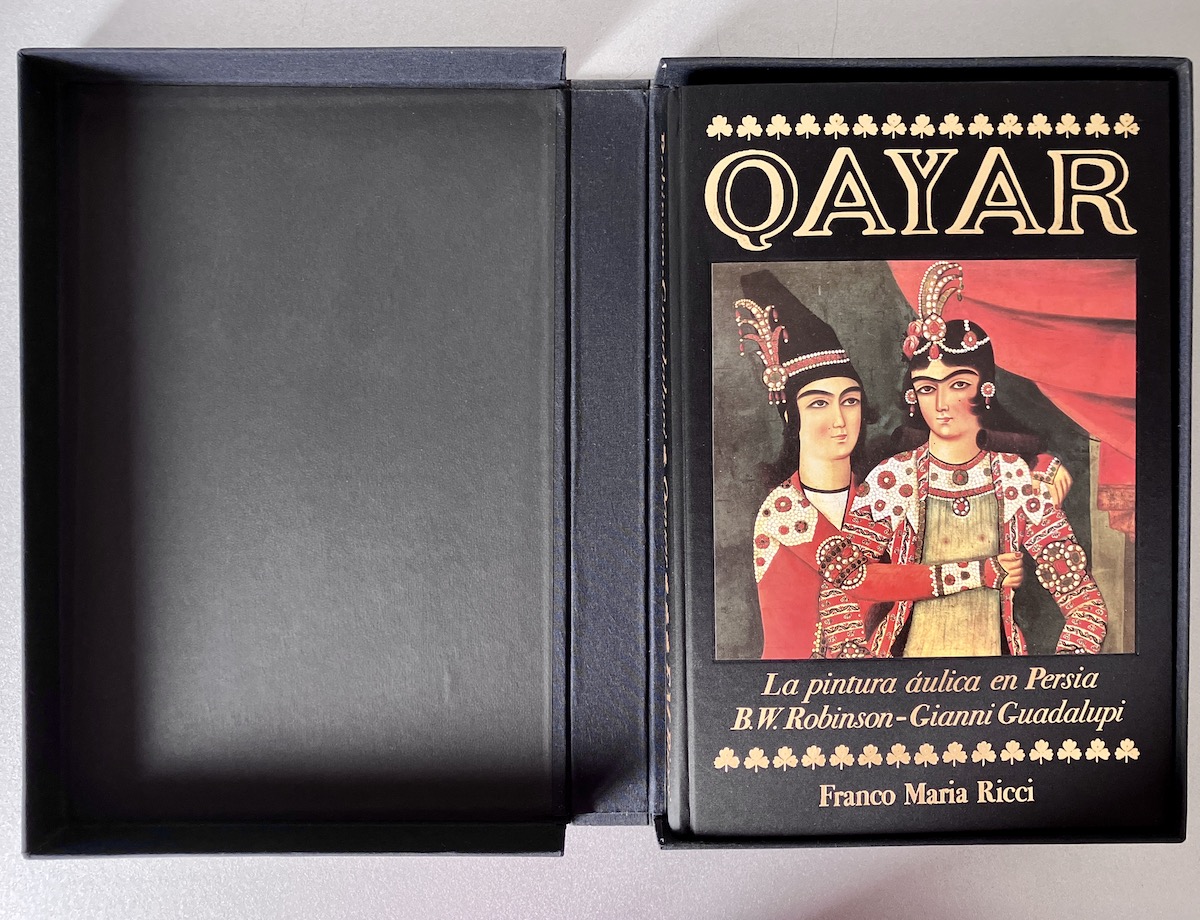 QAYAR
La pintura áulica en Persia
B.W. Robinson-Gianni Guadalupi
Franco Maria Ricci